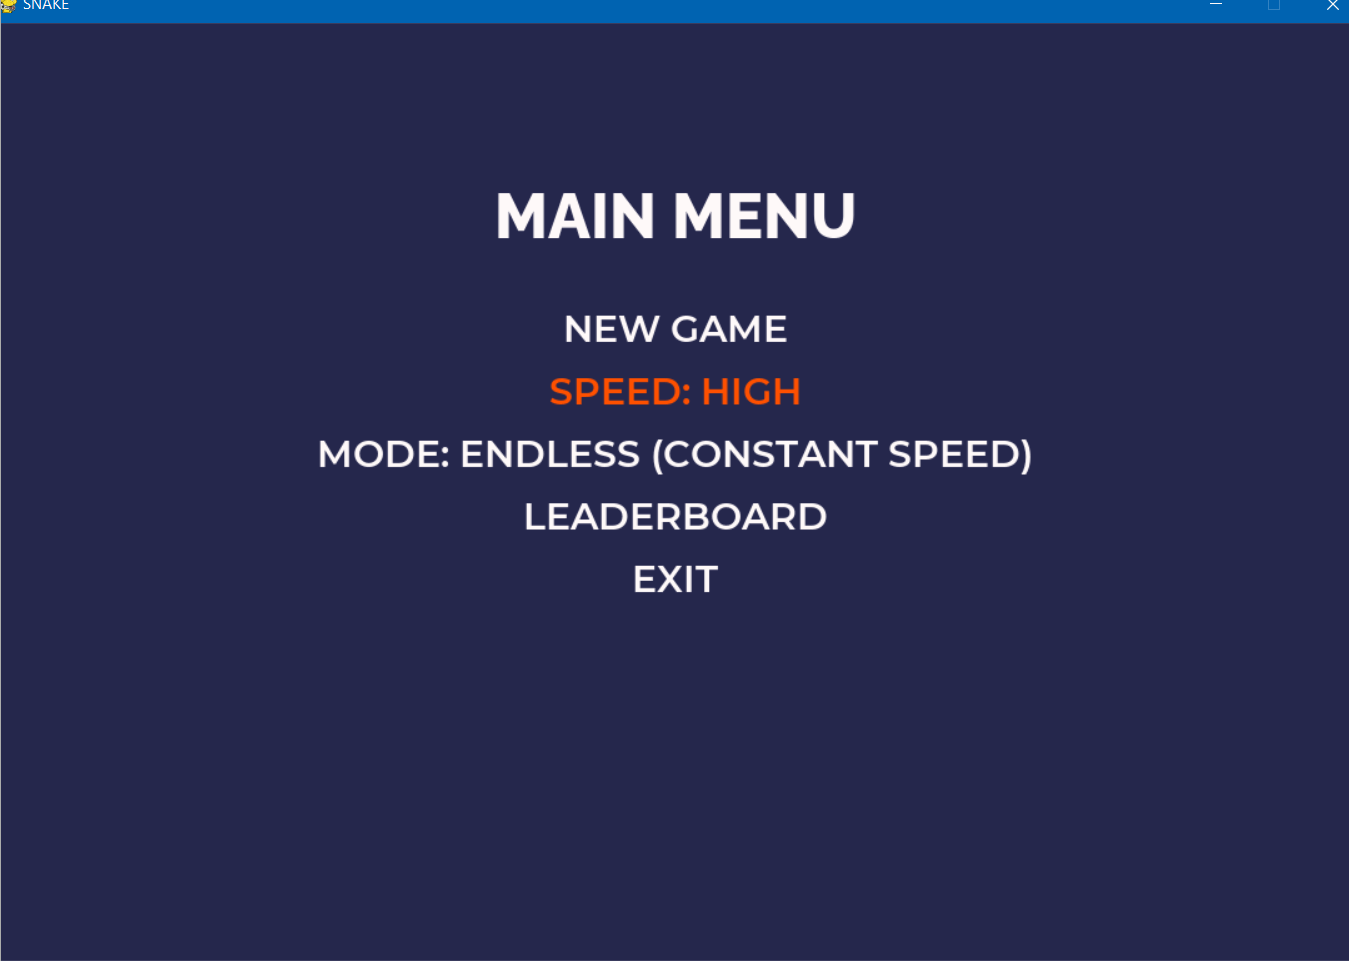 SNAKE
MAIN MENU
NEW GAME
SPEED: HIGH
MODE: ENDLESS (CONSTANT SPEED)
LEADERBOARD
EXIT